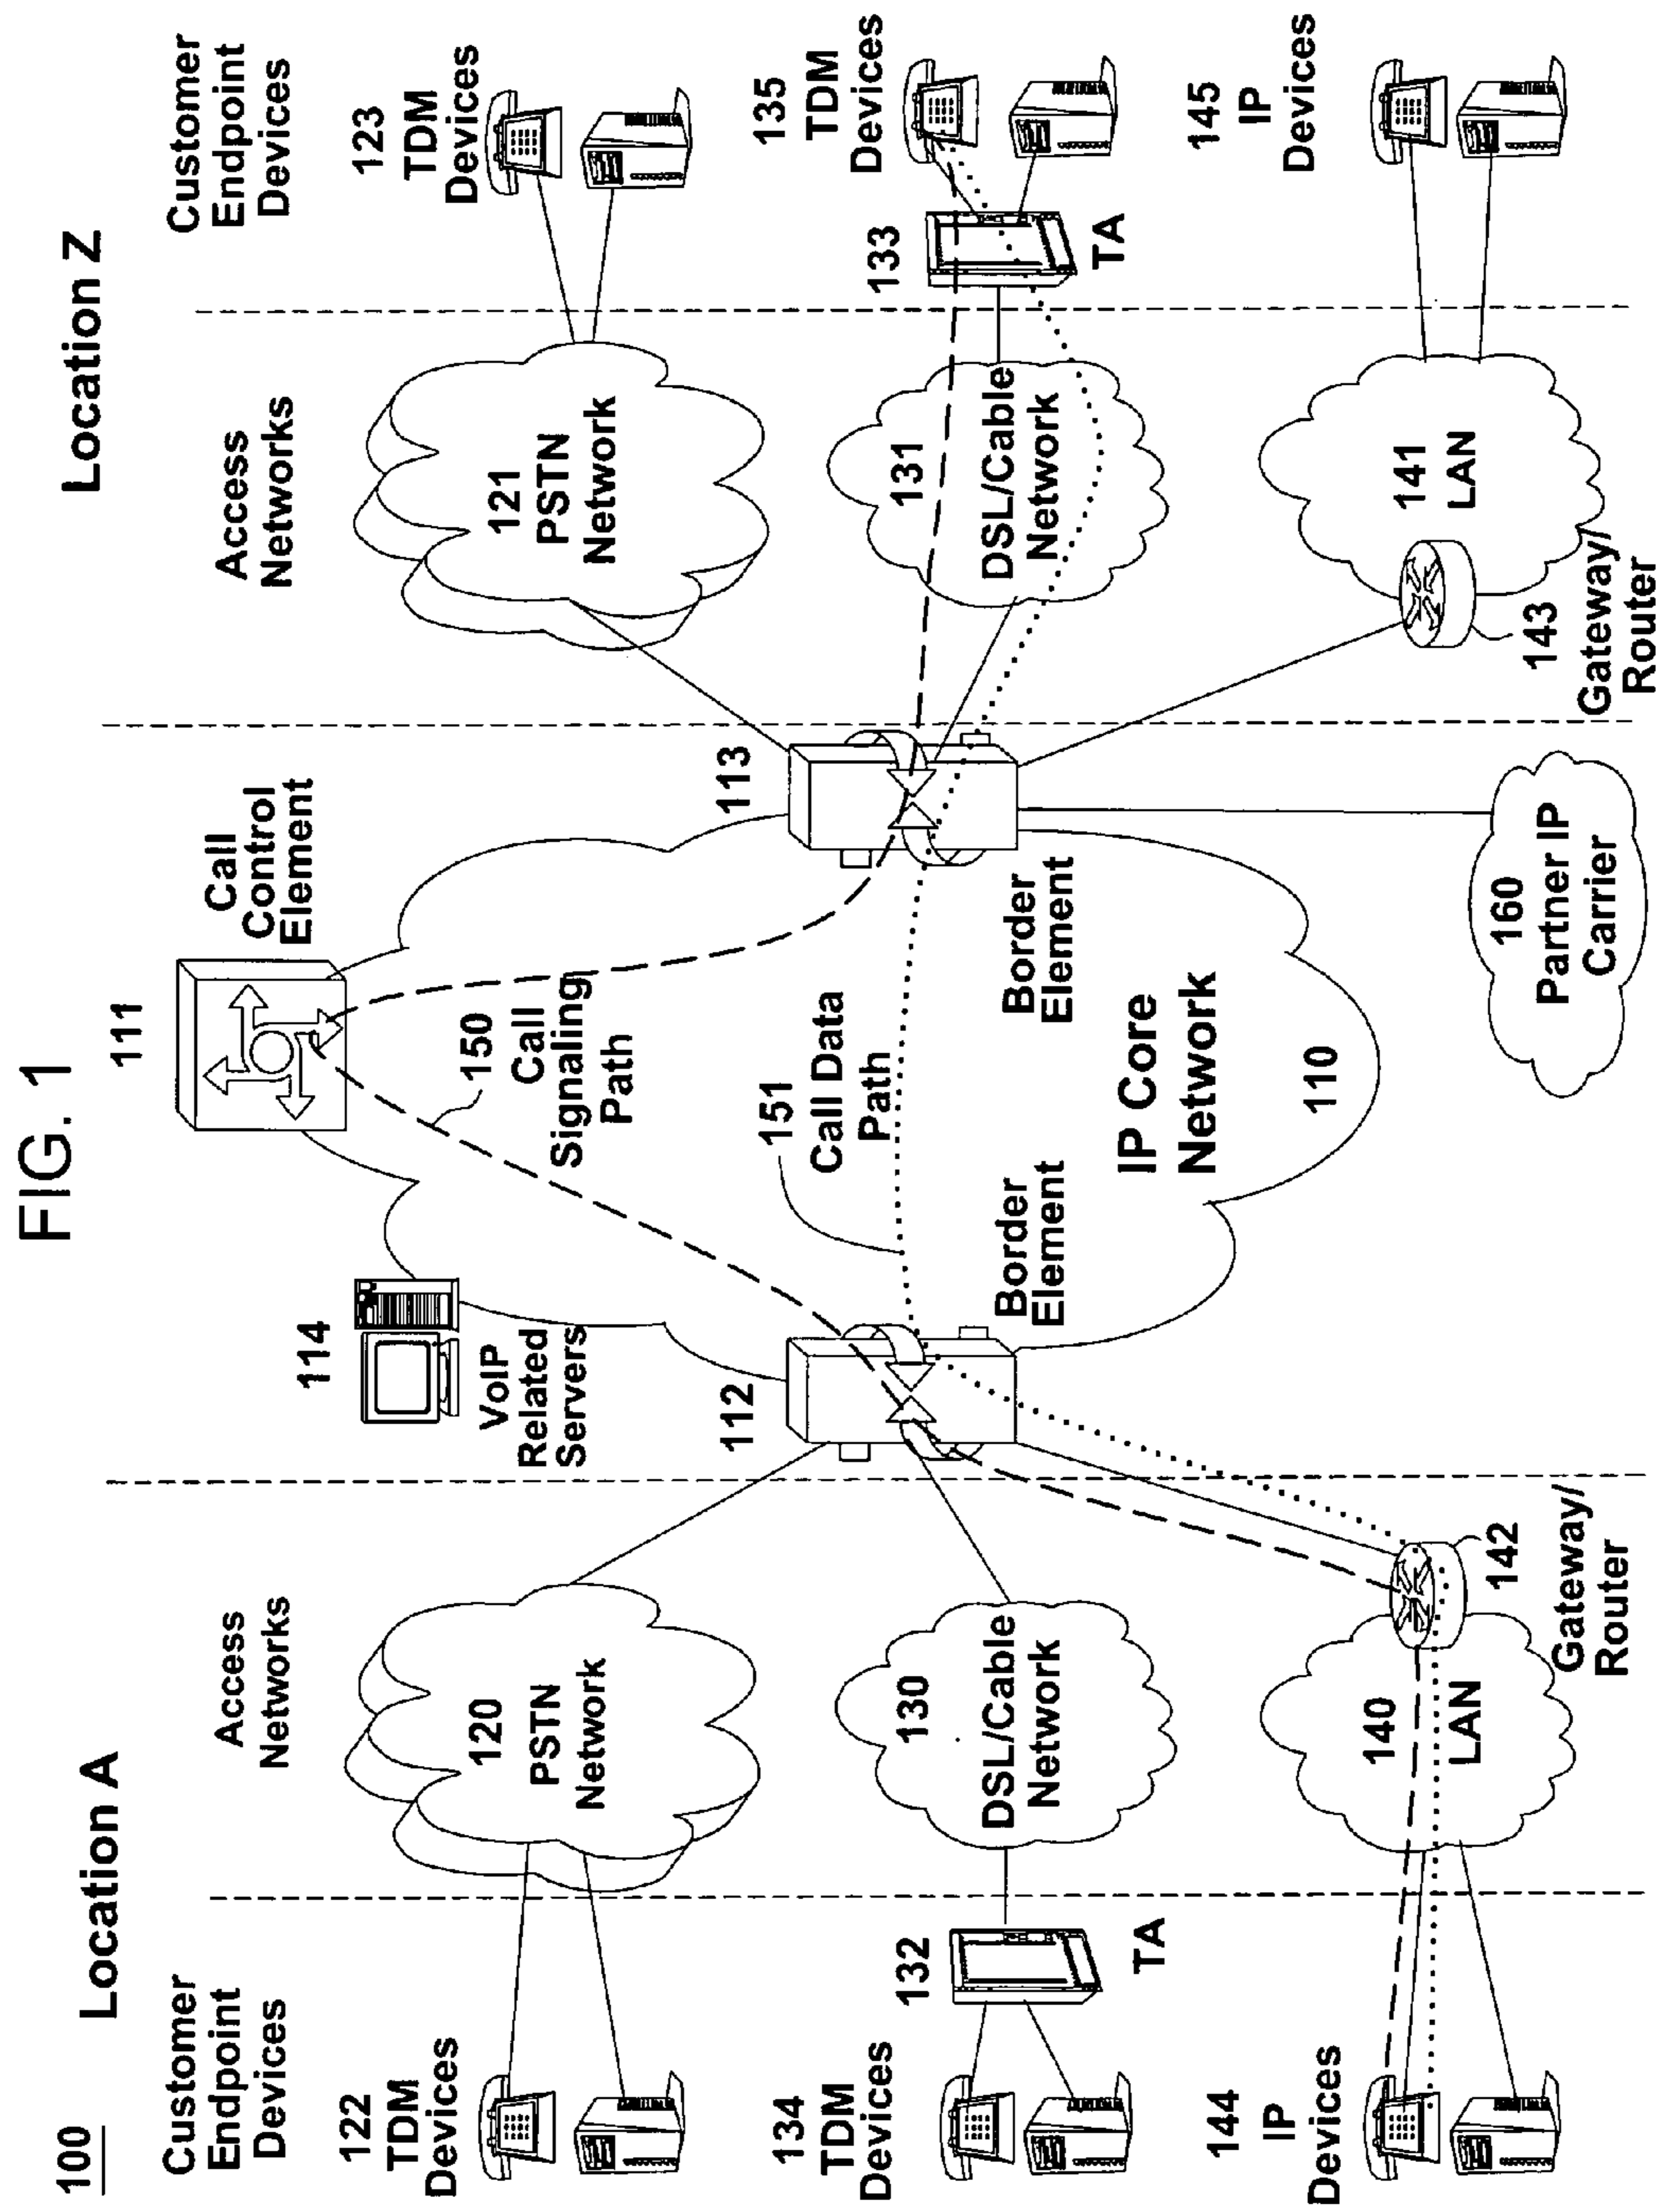 FIG. 1
100
Location A
Location Z
Customer
Endpoint
Devices
Access
Networks
114
VoIP
Related
Servers
111
Call
Control
Element
Access
Networks
Customer
Endpoint
Devices
122
TDM
Devices
120
PSTN
Network
150
Call
Signaling
Path
121
PSTN
Network
123
TDM
Devices
134
TDM
Devices
132
TA
130
DSL/Cable
Network
112
Border
Element
151
Call Data
Path
113
Border
Element
131
DSL/Cable
Network
133
TA
135
TDM
Devices
IP Core
Network
110
144
IP
Devices
140
LAN
142
Gateway/
Router
160
Partner IP
Carrier
143
Gateway/
Router
141
LAN
145
IP
Devices